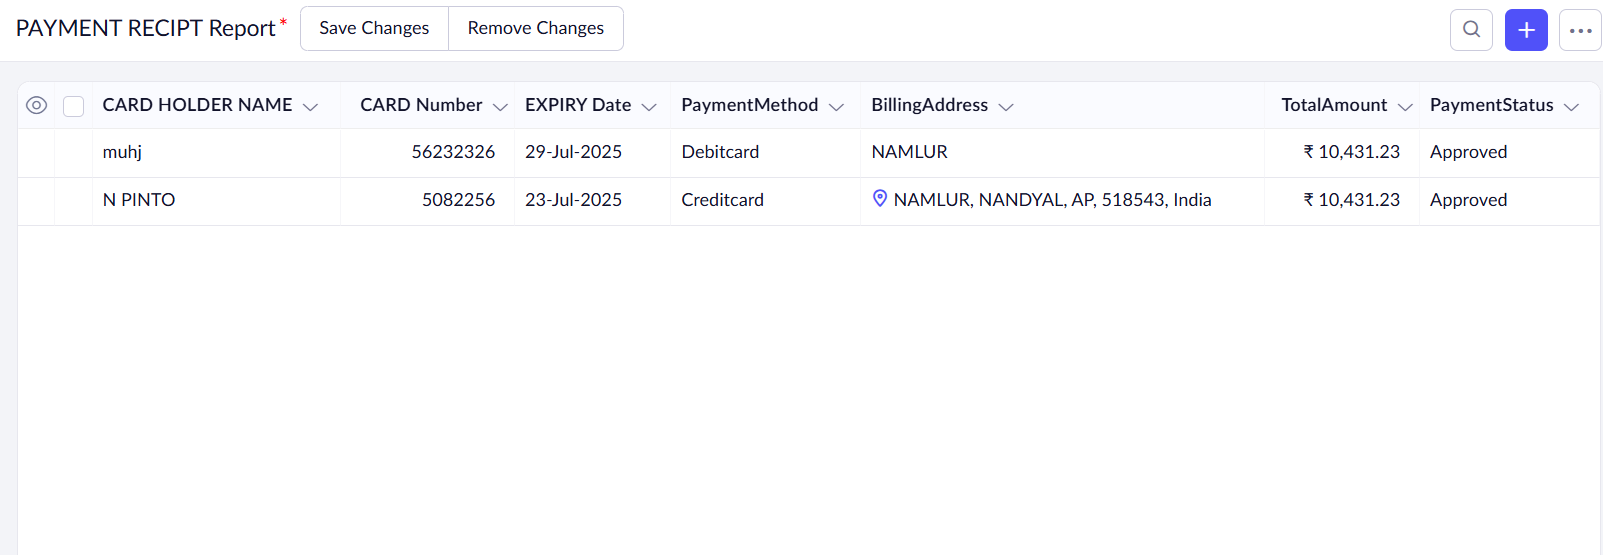 PAYMENT RECIPT Report * Save Changes Remove Changes
CARD HOLDER NAME CARD Number EXPIRY Date PaymentMethod BillingAddress TotalAmount PaymentStatus
muhj 56232326 29-Jul-2025 Debitcard NAMLUR ₹ 10,431.23 Approved
N PINTO 5082256 23-Jul-2025 Creditcard NAMLUR, NANDYAL, AP, 518543, India ₹ 10,431.23 Approved